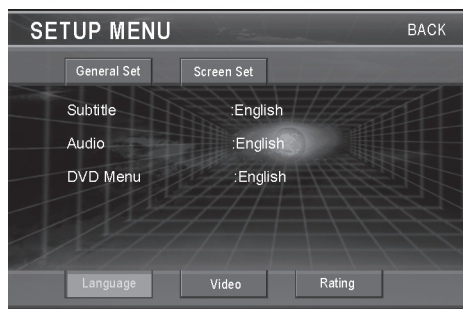 SETUP MENU BACK
General Set Screen Set
Subtitle :English
Audio :English
DVD Menu :English
Language Video Rating